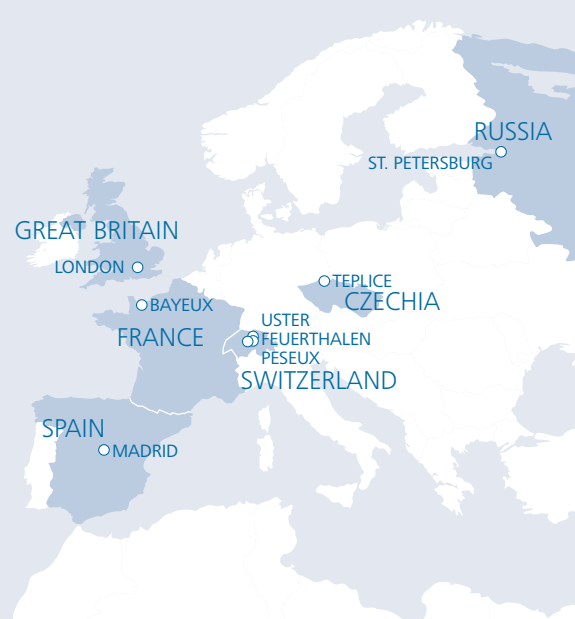 RUSSIA
ST. PETERSBURG
GREAT BRITAIN
LONDON
TEPLICE
CZECHIA
BAYEUX
FRANCE
USTER
FEUERTHALEN
PESEUX
SWITZERLAND
SPAIN
MADRID